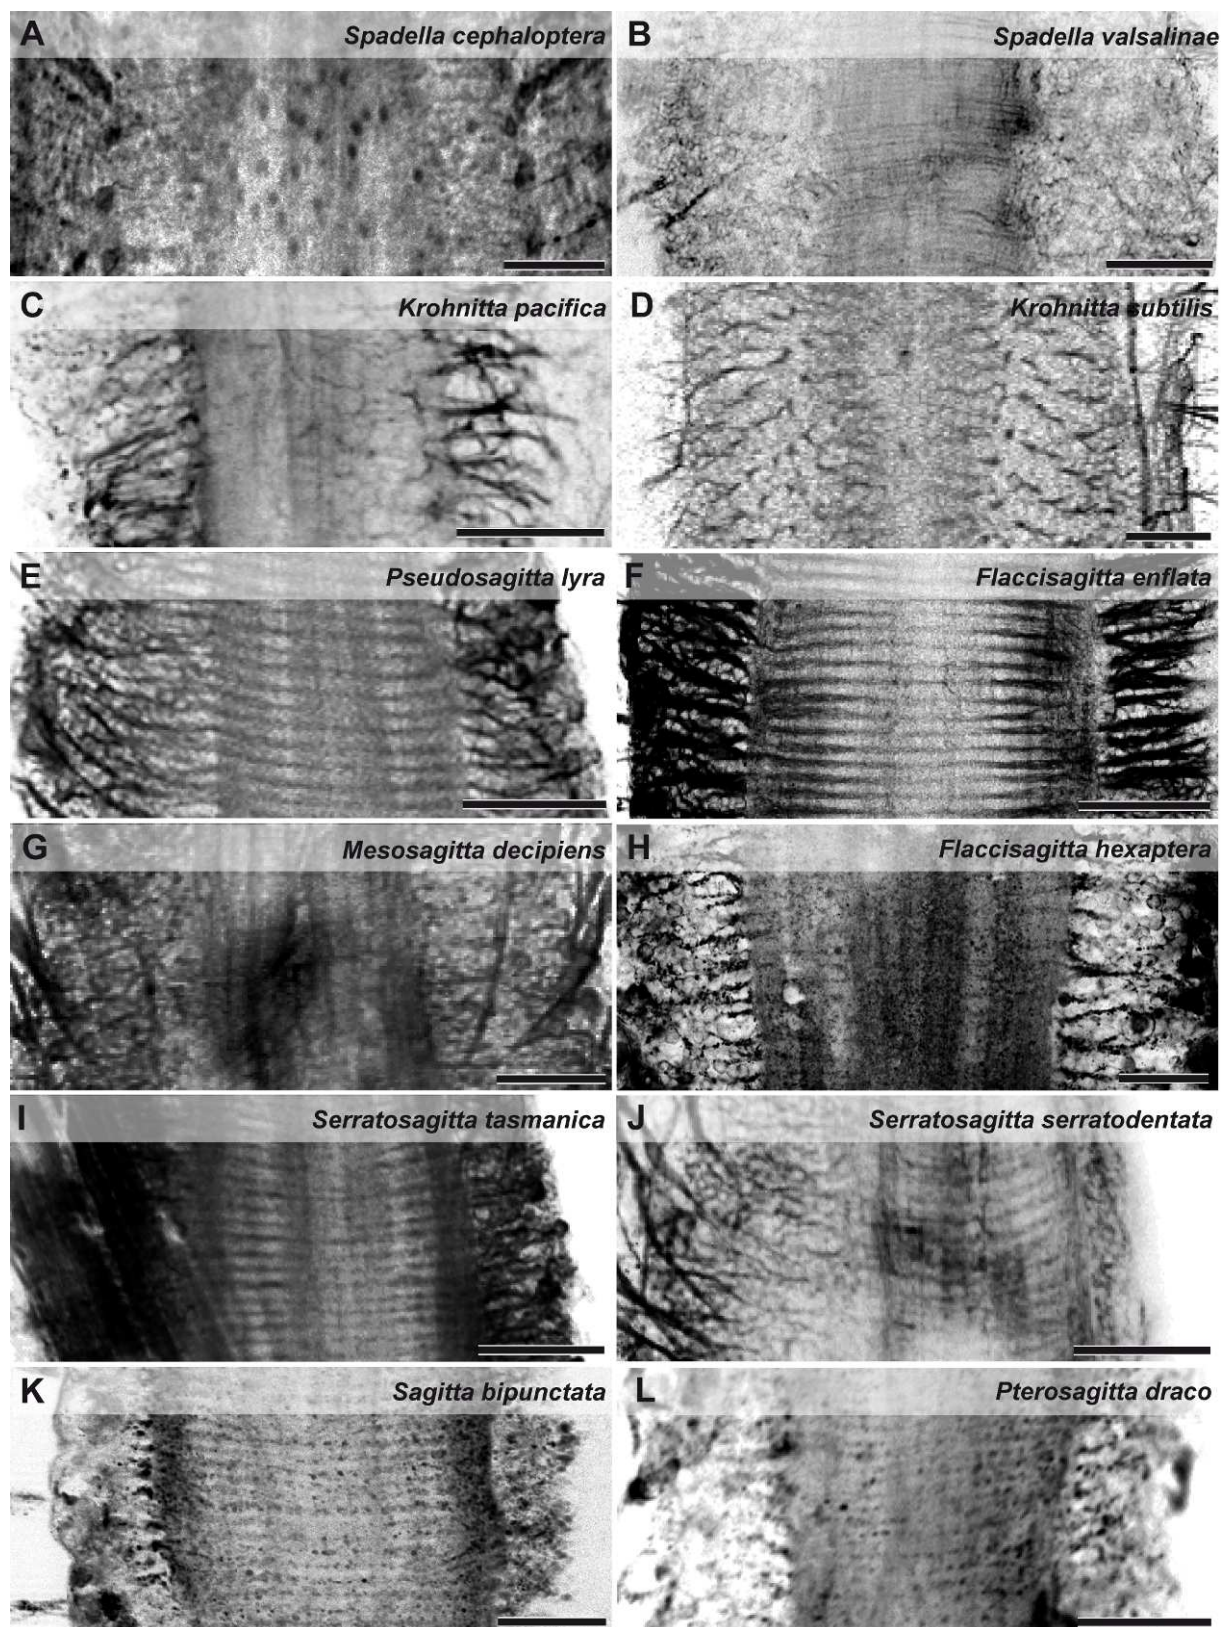 A Spadella cephaloptera
B Spadella valsalinae
C Krohnitta pacifica
D Krohnitta subtilis
E Pseudosagitta lyra
F Flaccisagitta enflata
G Mesosagitta decipiens
H Flaccisagitta hexaptera
I Serratosagitta tasmanica
J Serratosagitta serratodentata
K Sagitta bipunctata
L Pterosagitta draco